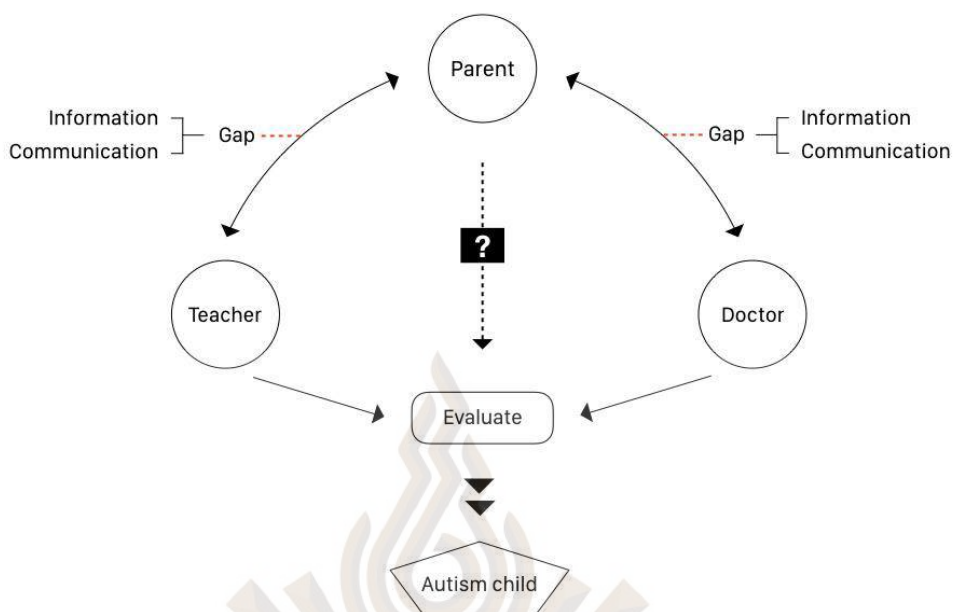 Parent
Information
Gap
Communication
Gap
Information
Communication
?
Teacher
Doctor
Evaluate
Autism child